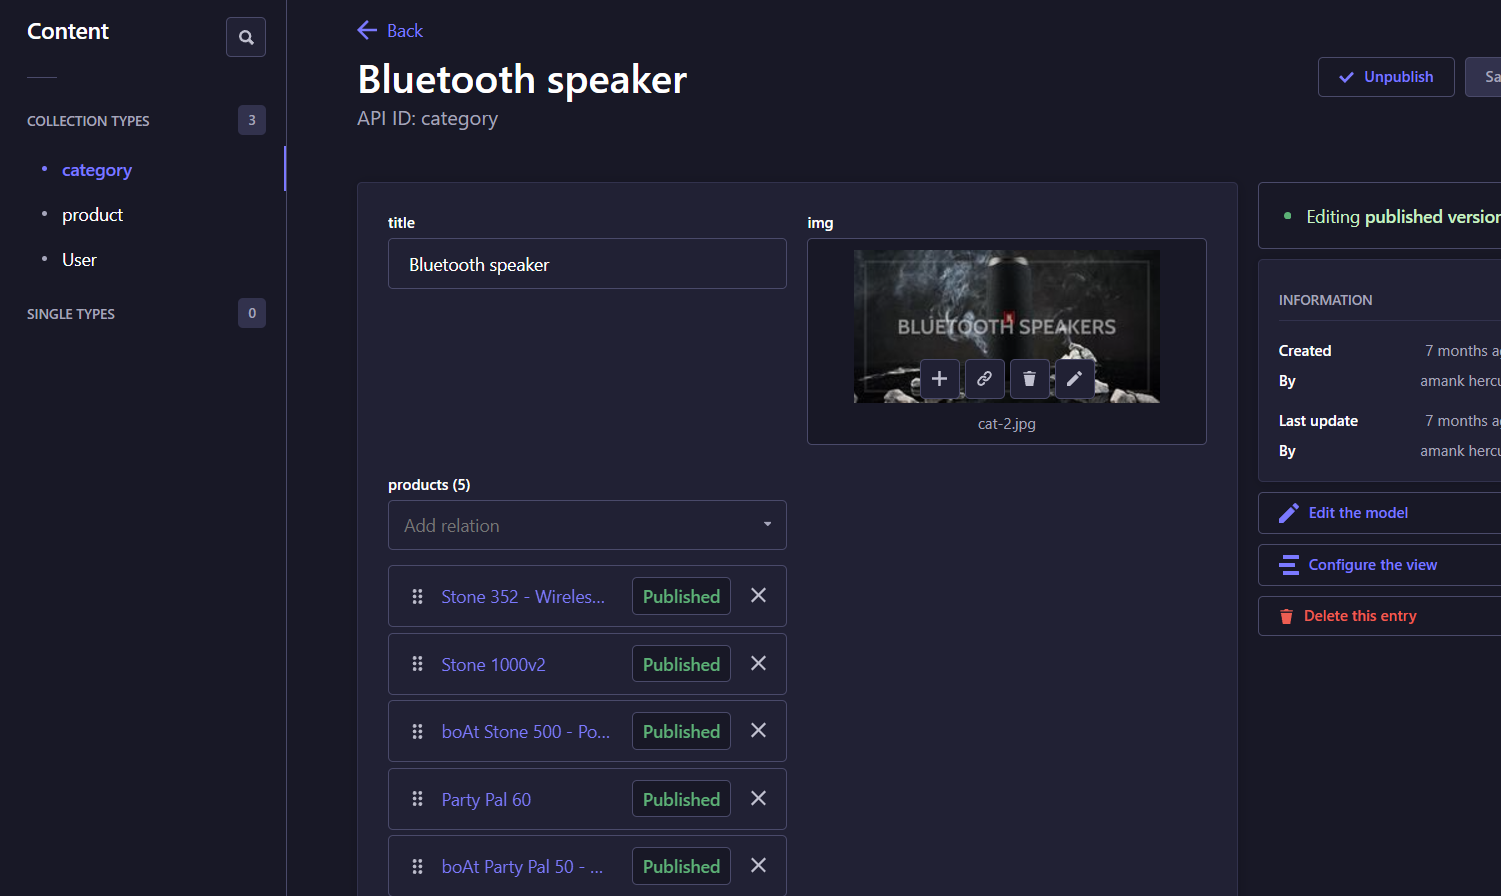 Content
COLLECTION TYPES
3
category
product
User
SINGLE TYPES
0
Back
Bluetooth speaker
API ID: category
Unpublish
Sa
title
Bluetooth speaker
img
BLUETOOTH SPEAKERS
cat-2.jpg
products (5)
Add relation
Stone 352 - Wireles...
Published
Stone 1000v2
Published
boAt Stone 500 - Po...
Published
Party Pal 60
Published
boAt Party Pal 50 - ...
Published
Editing published version
INFORMATION
Created
7 months ag
By
amank hercu
Last update
7 months ag
By
amank hercu
Edit the model
Configure the view
Delete this entry